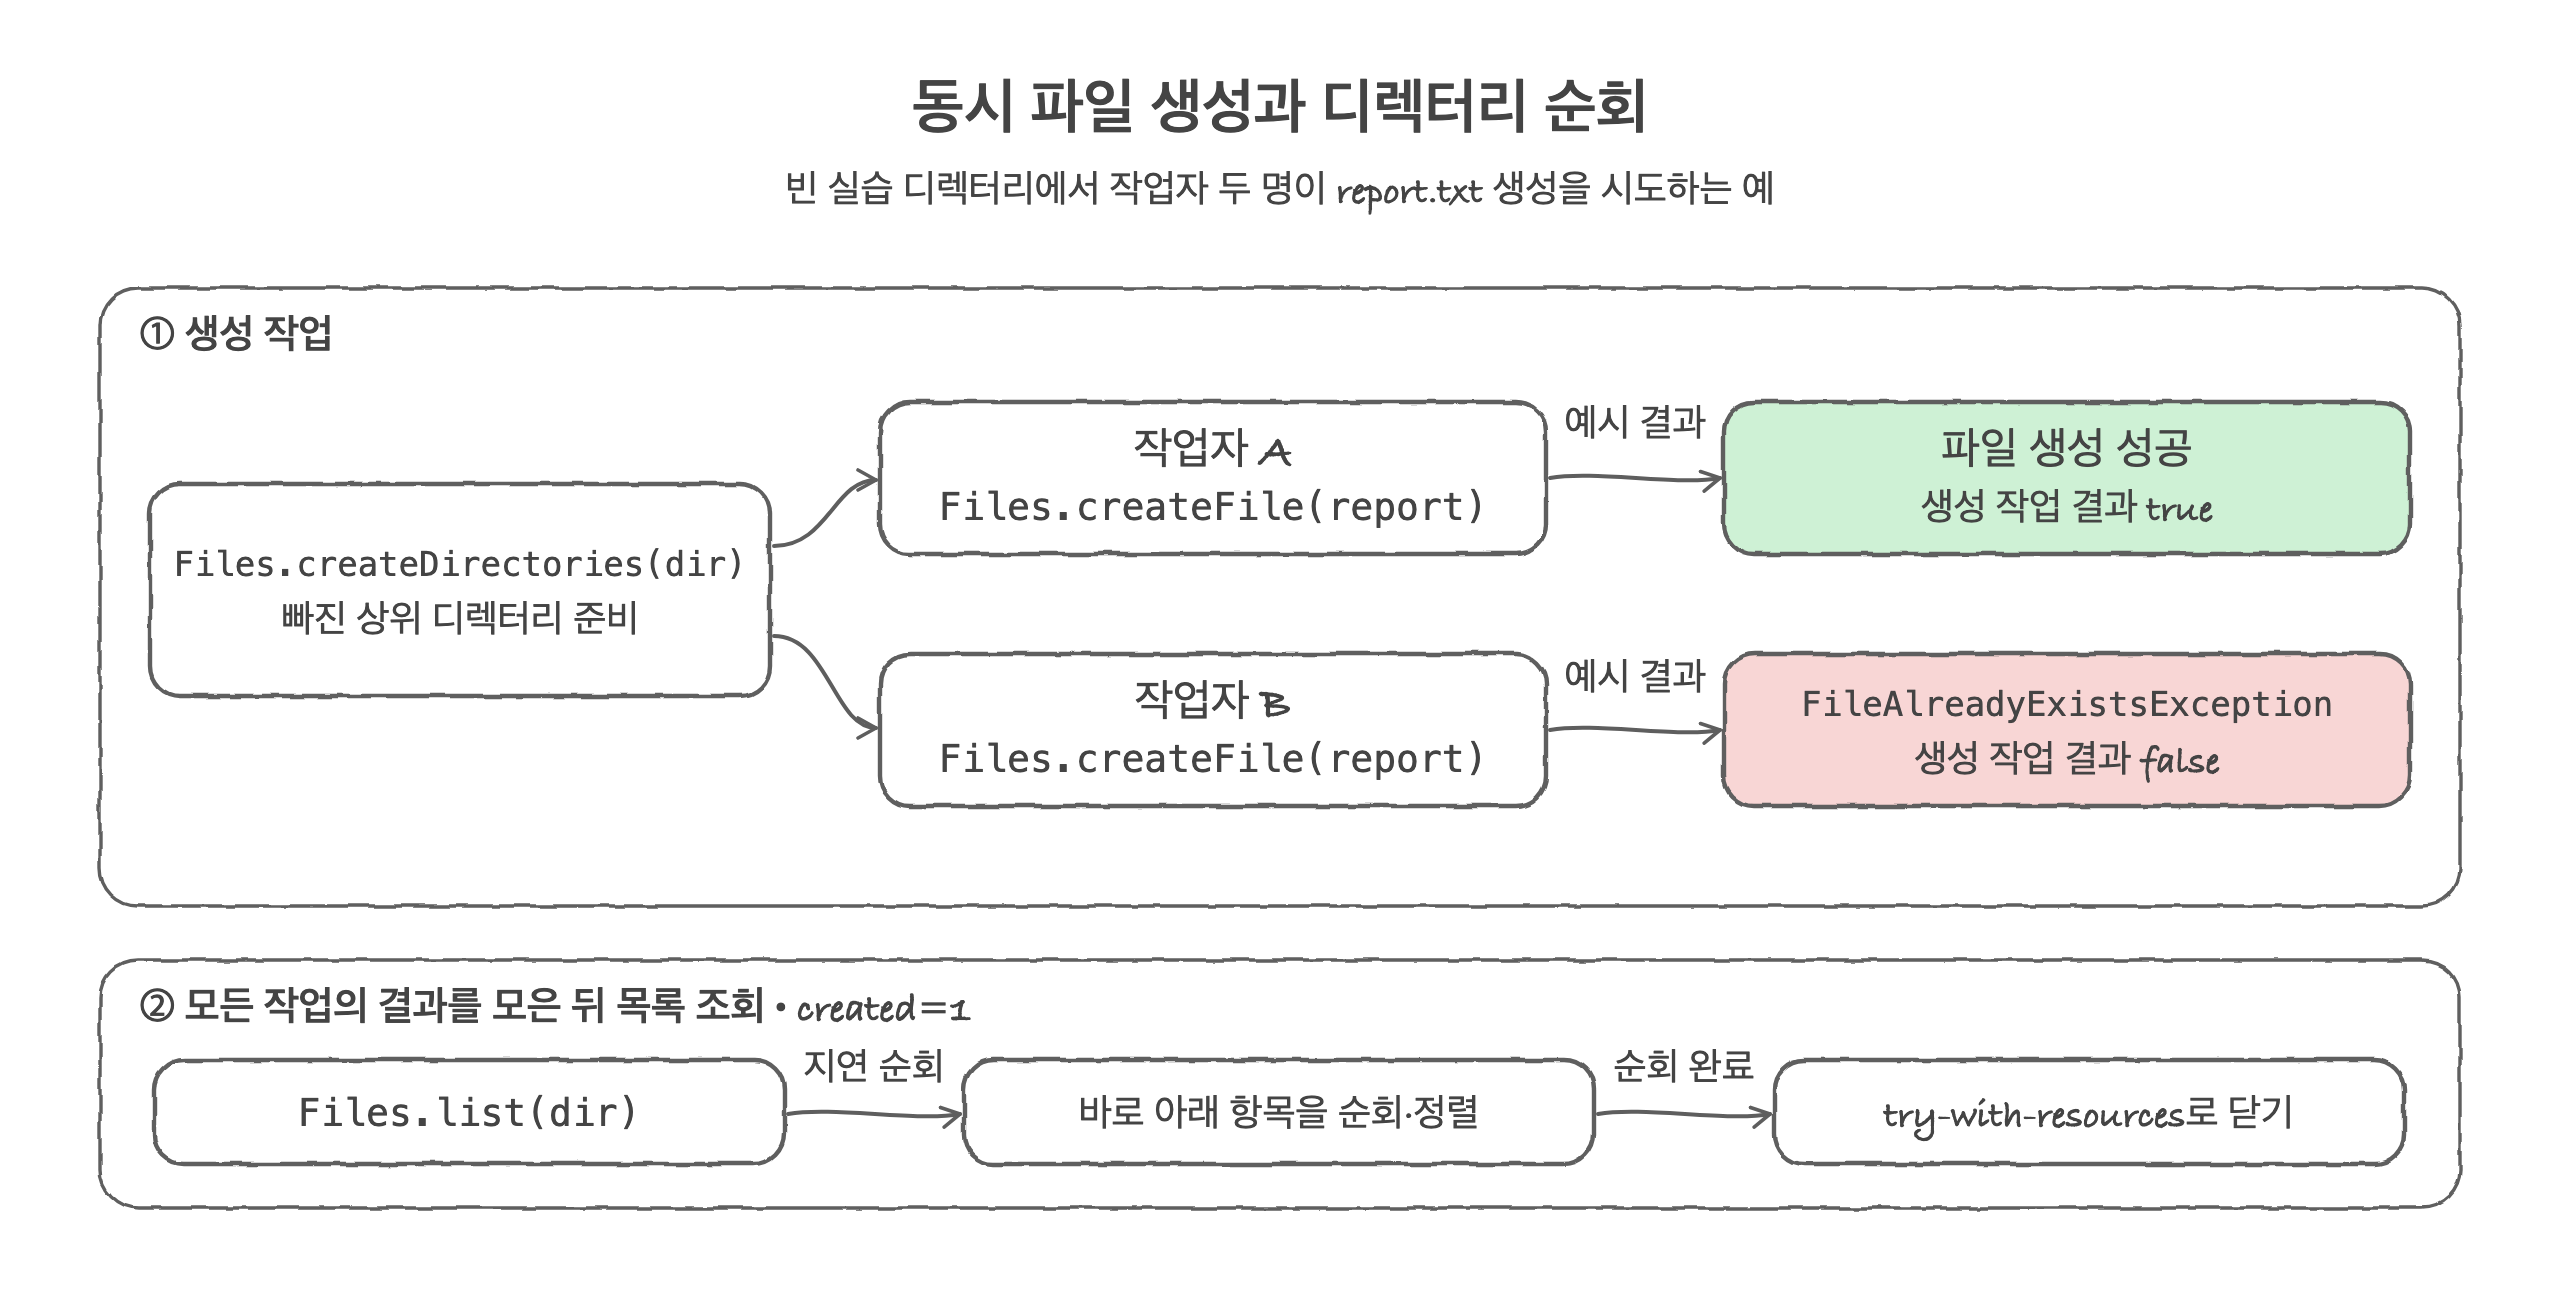 동시 파일 생성과 디렉터리 순회
빈 실습 디렉터리에서 작업자 두 명이 report.txt 생성을 시도하는 예
① 생성 작업
Files.createDirectories(dir)
빠진 상위 디렉터리 준비
작업자 A
Files.createFile(report)
예시 결과
파일 생성 성공
생성 작업 결과 true
작업자 B
Files.createFile(report)
예시 결과
FileAlreadyExistsException
생성 작업 결과 false
② 모든 작업의 결과를 모은 뒤 목록 조회 • created=1
Files.list(dir)
지연 순회
바로 아래 항목을 순회·정렬
순회 완료
try-with-resources로 닫기